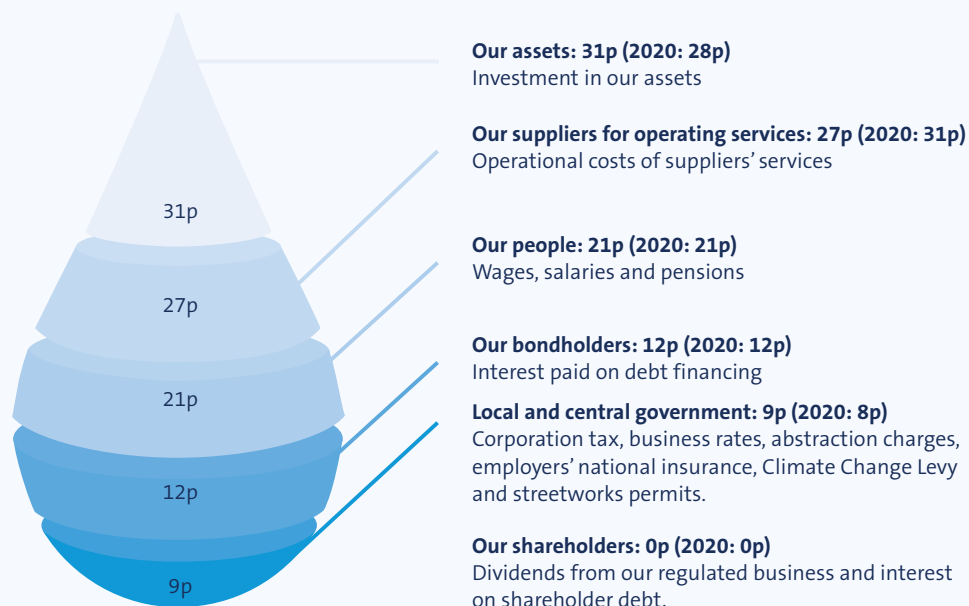 Our assets: 31p (2020: 28p)
Investment in our assets
Our suppliers for operating services: 27p (2020: 31p)
Operational costs of suppliers’ services
31p
Our people: 21p (2020: 21p)
Wages, salaries and pensions
27p
Our bondholders: 12p (2020: 12p)
Interest paid on debt financing
21p
Local and central government: 9p (2020: 8p)
Corporation tax, business rates, abstraction charges,
employers’ national insurance, Climate Change Levy
and streetworks permits.
12p
Our shareholders: 0p (2020: 0p)
Dividends from our regulated business and interest
on shareholder debt.
9p